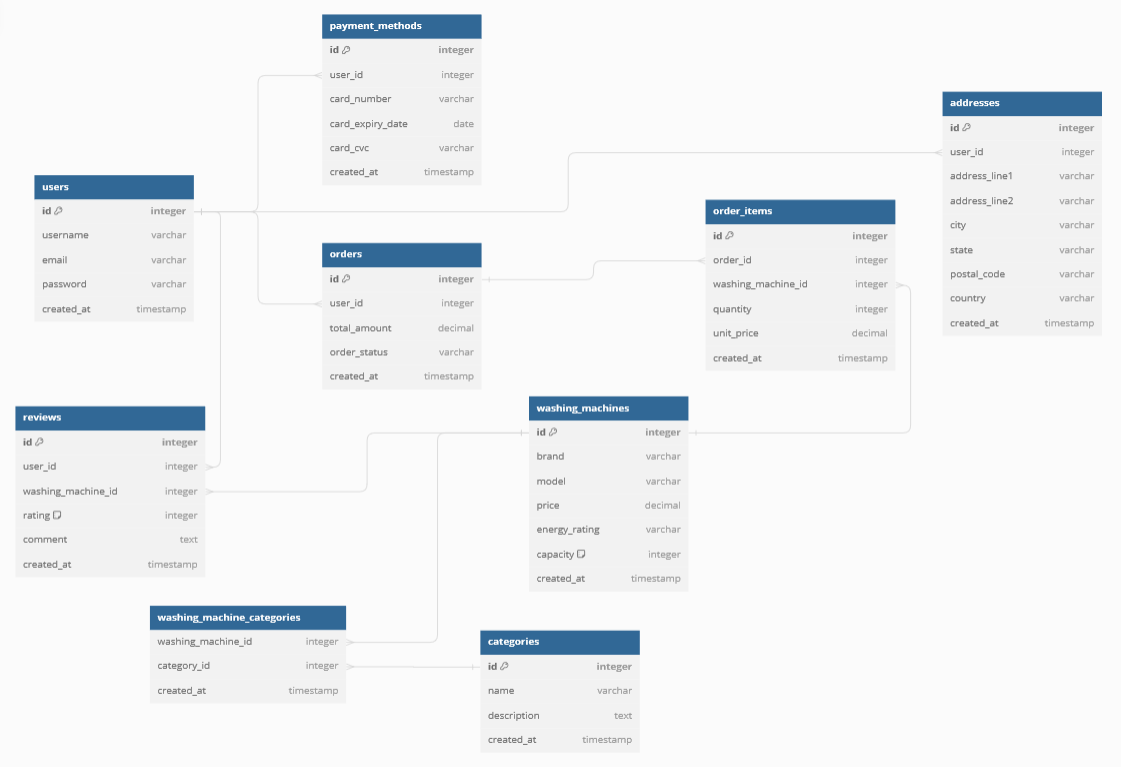 payment_methods
id integer
user_id integer
card_number varchar
card_expiry_date date
card_cvc varchar
created_at timestamp
addresses
id integer
user_id integer
address_line1 varchar
address_line2 varchar
city varchar
state varchar
postal_code varchar
country varchar
created_at timestamp
users
id integer
username varchar
email varchar
password varchar
created_at timestamp
order_items
id integer
order_id integer
washing_machine_id integer
quantity integer
unit_price decimal
created_at timestamp
orders
id integer
user_id integer
total_amount decimal
order_status varchar
created_at timestamp
reviews
id integer
user_id integer
washing_machine_id integer
rating integer
comment text
created_at timestamp
washing_machines
id integer
brand varchar
model varchar
price decimal
energy_rating varchar
capacity integer
created_at timestamp
washing_machine_categories
washing_machine_id integer
category_id integer
created_at timestamp
categories
id integer
name varchar
description text
created_at timestamp